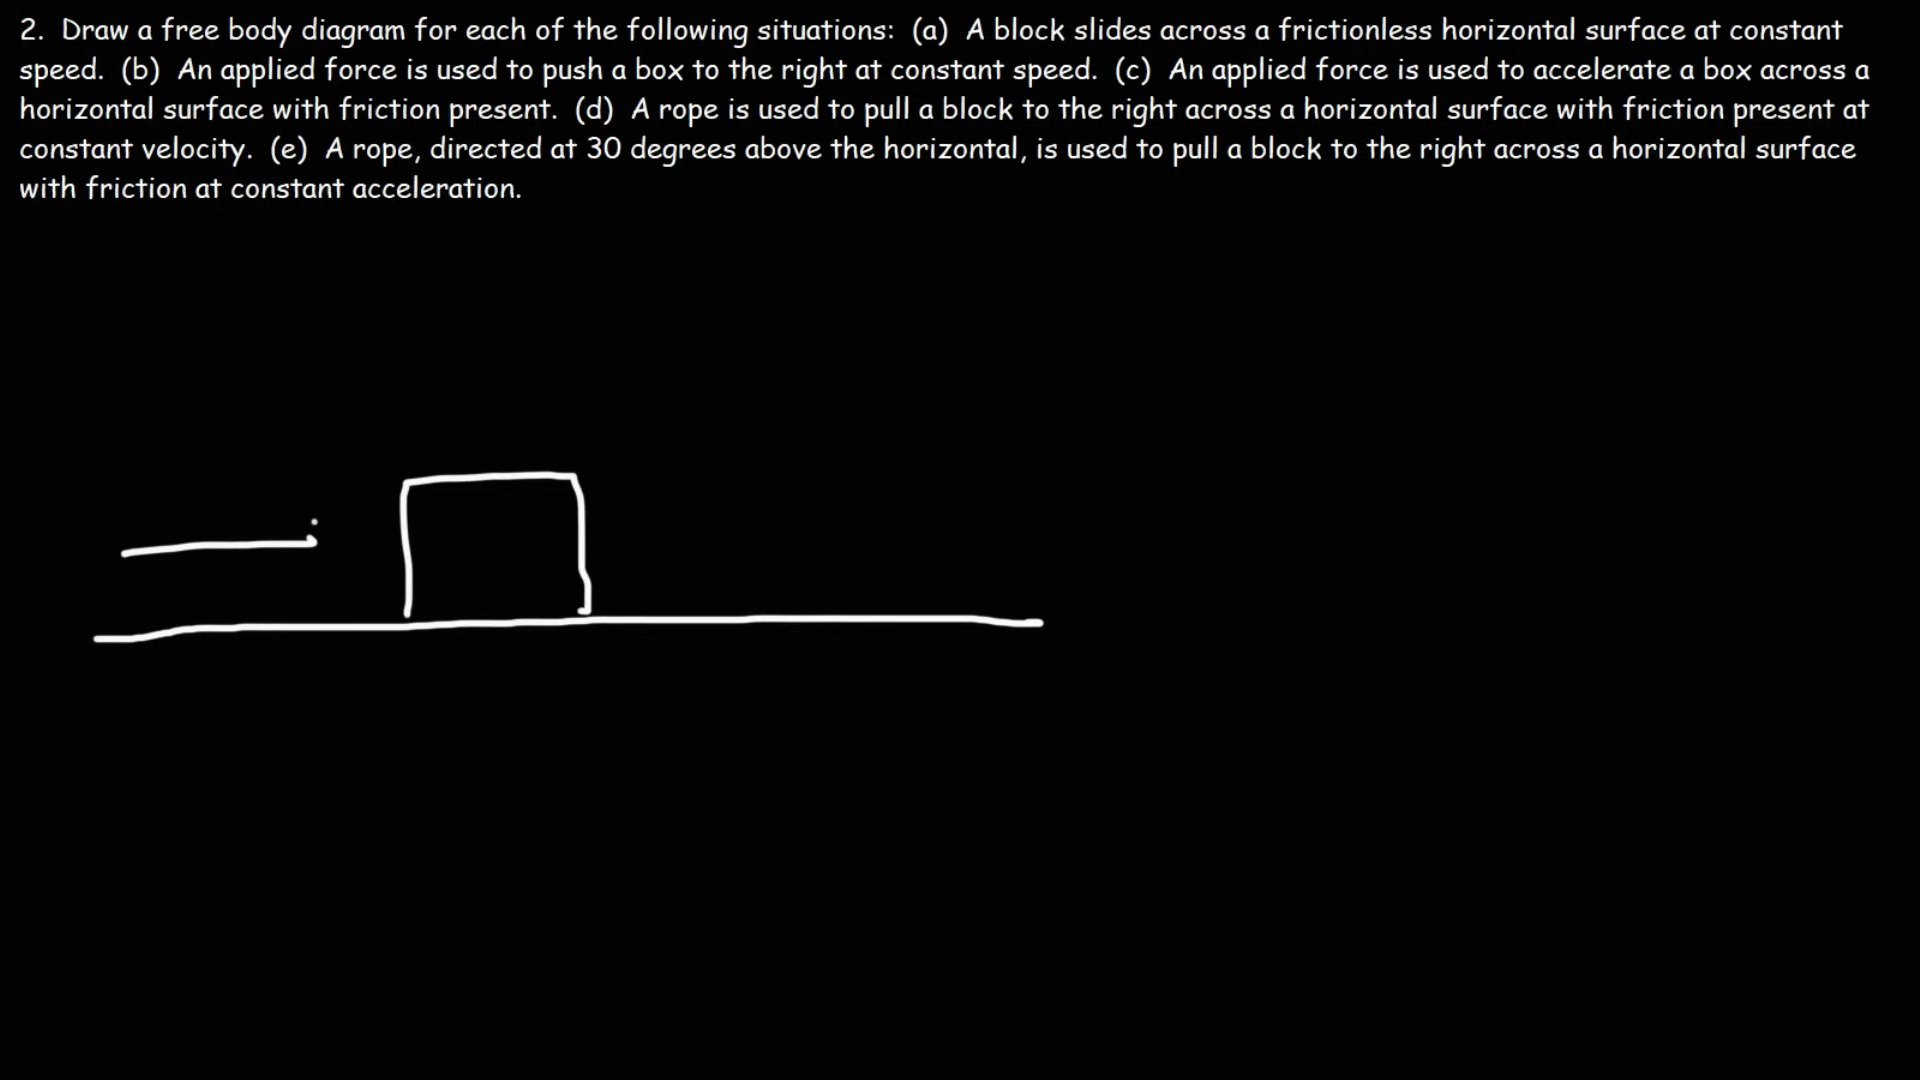 2.  Draw a free body diagram for each of the following situations:  (a)  A block slides across a frictionless horizontal surface at constant
speed.  (b)  An applied force is used to push a box to the right at constant speed.  (c)  An applied force is used to accelerate a box across a
horizontal surface with friction present.  (d)  A rope is used to pull a block to the right across a horizontal surface with friction present at
constant velocity.  (e)  A rope, directed at 30 degrees above the horizontal, is used to pull a block to the right across a horizontal surface
with friction at constant acceleration.